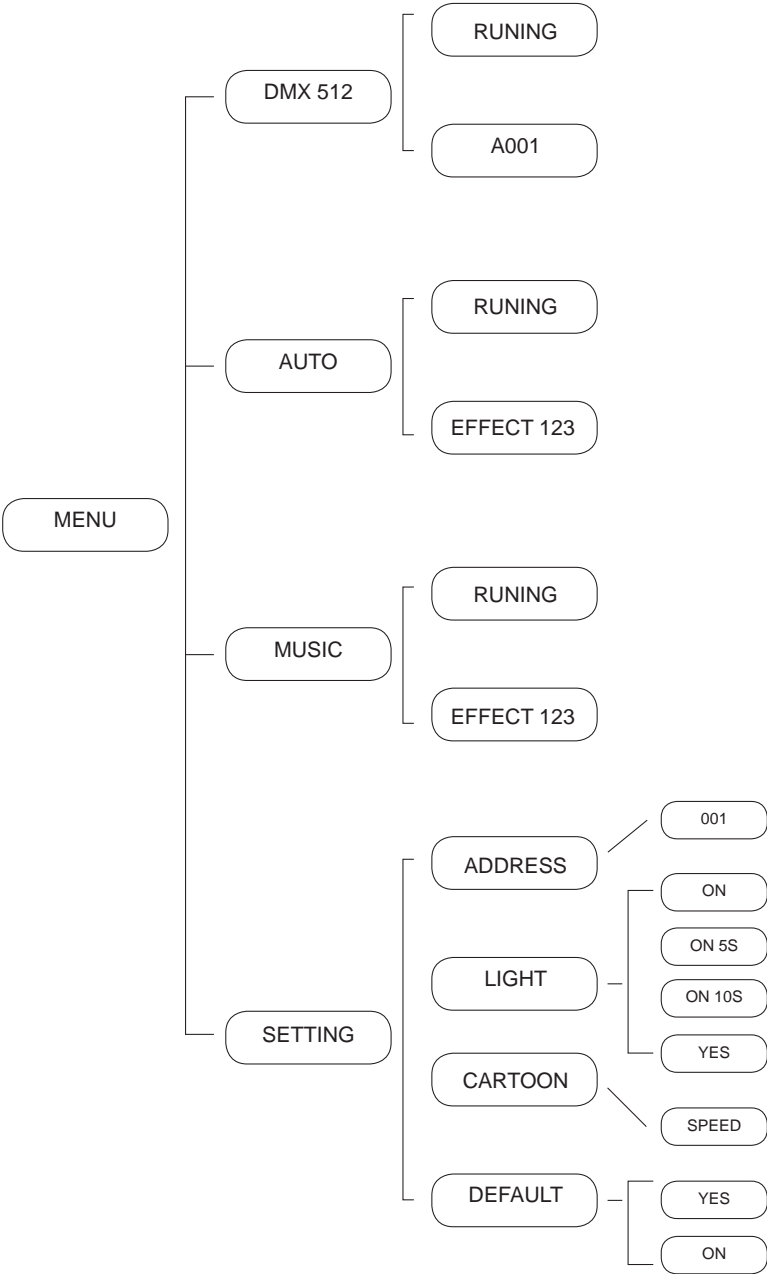 RUNING
DMX 512
A001
RUNING
AUTO
EFFECT 123
MENU
RUNING
MUSIC
EFFECT 123
001
ADDRESS
ON
ON 5S
LIGHT
ON 10S
SETTING
YES
CARTOON
SPEED
DEFAULT
YES
ON